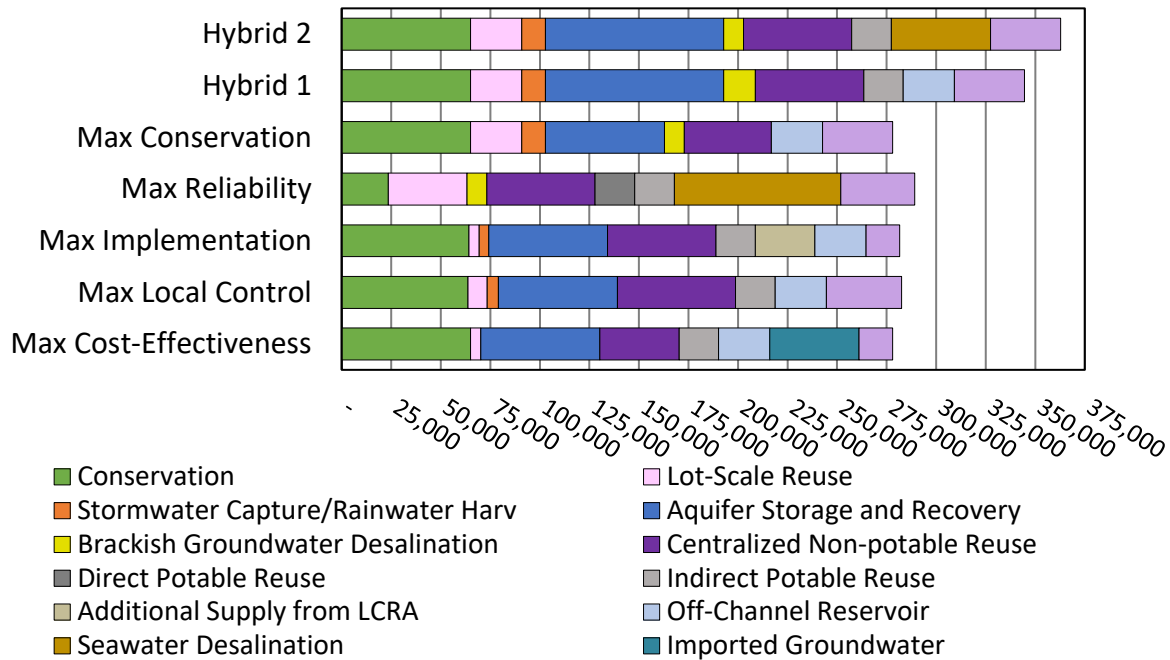 Hybrid 2
Hybrid 1
Max Conservation
Max Reliability
Max Implementation
Max Local Control
Max Cost-Effectiveness
-
25,000
50,000
75,000
100,000
125,000
150,000
175,000
200,000
225,000
250,000
275,000
300,000
325,000
350,000
375,000
Conservation
Lot-Scale Reuse
Stormwater Capture/Rainwater Harv
Aquifer Storage and Recovery
Brackish Groundwater Desalination
Centralized Non-potable Reuse
Direct Potable Reuse
Indirect Potable Reuse
Additional Supply from LCRA
Off-Channel Reservoir
Seawater Desalination
Imported Groundwater